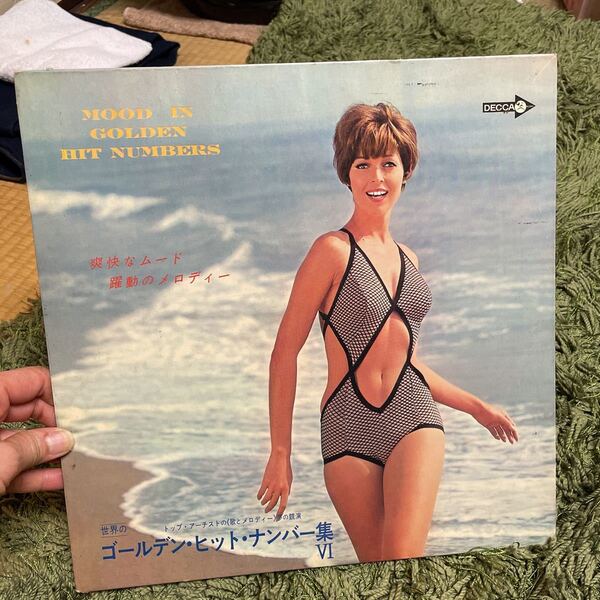 MOOD IN
GOLDEN
HIT NUMBERS
DECCA
爽快なムード
躍動のメロディー
世界の
トップ・アーチストの《歌とメロディー》夢の競演
ゴールデン・ヒット・ナンバー集
VI